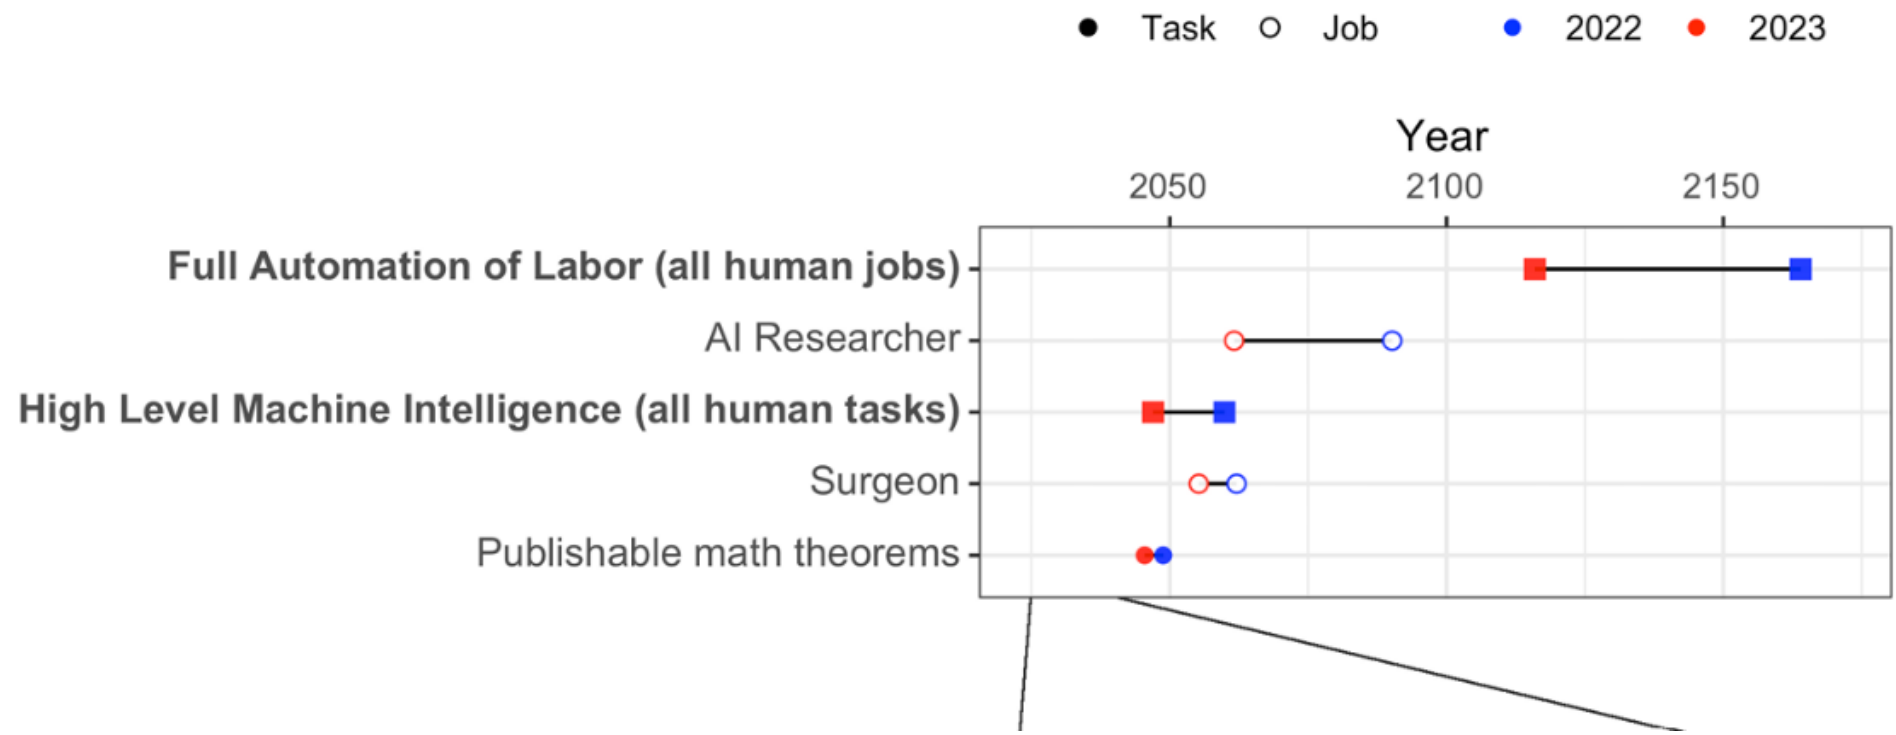 Task Job 2022 2023
Year
2050 2100 2150
Full Automation of Labor (all human jobs)
AI Researcher
High Level Machine Intelligence (all human tasks)
Surgeon
Publishable math theorems